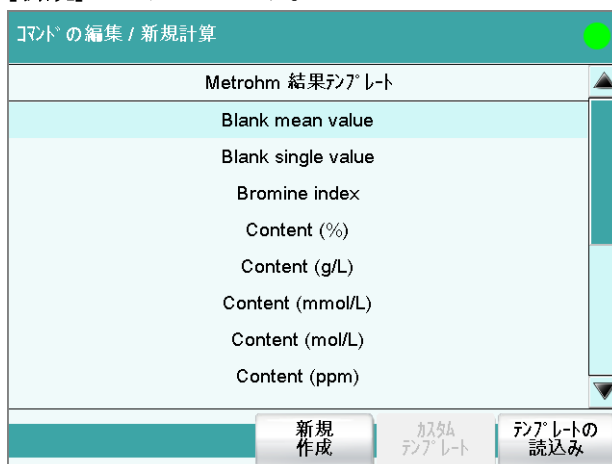 コマンドの編集 / 新規計算
Metrohm 結果テンプレート
Blank mean value
Blank single value
Bromine index
Content (%)
Content (g/L)
Content (mmol/L)
Content (mol/L)
Content (ppm)
新規
作成
カスタム
テンプレート
テンプレートの
読込み